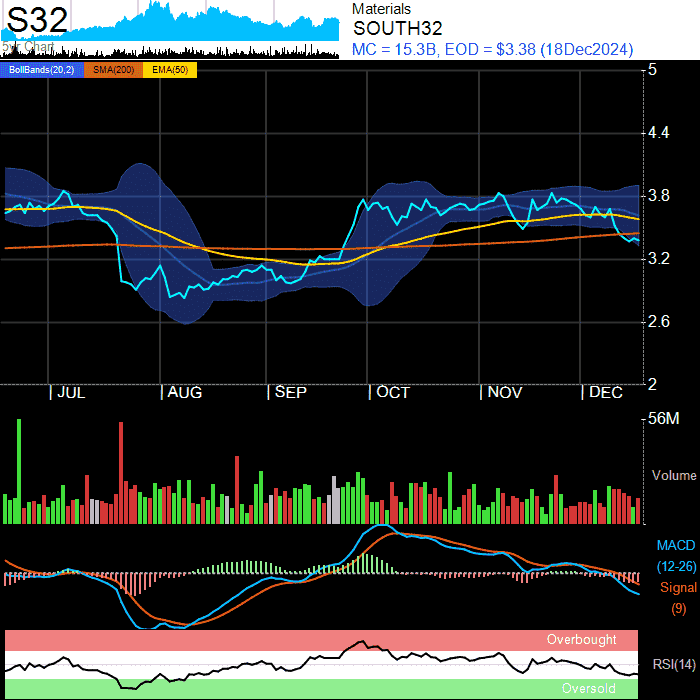 S32
Materials
SOUTH32
MC = 15.3B, EOD = $3.38 (18Dec2024)
BollBands(20,2) SMA(200) EMA(50)
5
4.4
3.8
3.2
2.6
2
JUL AUG SEP OCT NOV DEC
56M
Volume
MACD
(12-26)
Signal
(9)
Overbought
RSI(14)
Oversold